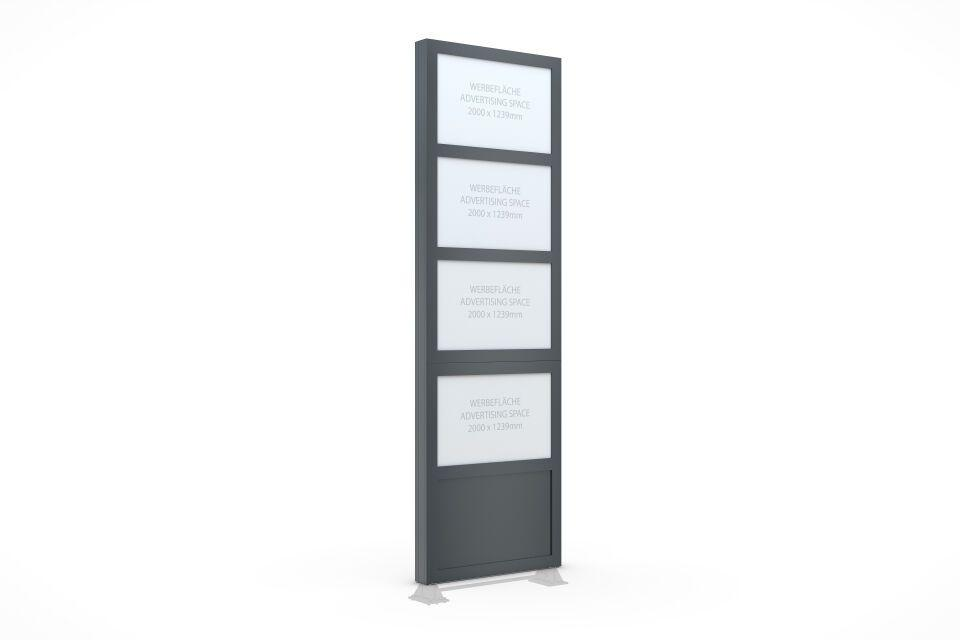 WERBEFLÄCHE
ADVERTISING SPACE
2000 x 1239mm
WERBEFLÄCHE
ADVERTISING SPACE
2000 x 1239mm
WERBEFLÄCHE
ADVERTISING SPACE
2000 x 1239mm
WERBEFLÄCHE
ADVERTISING SPACE
2000 x 1239mm